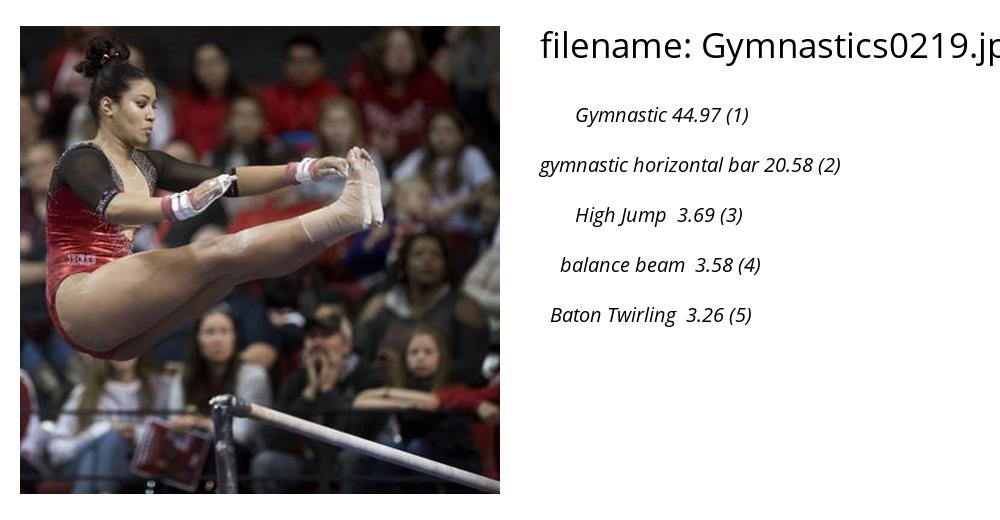 filename: Gymnastics0219.jp
Gymnastic 44.97 (1)
gymnastic horizontal bar 20.58 (2)
High Jump 3.69 (3)
balance beam 3.58 (4)
Baton Twirling 3.26 (5)